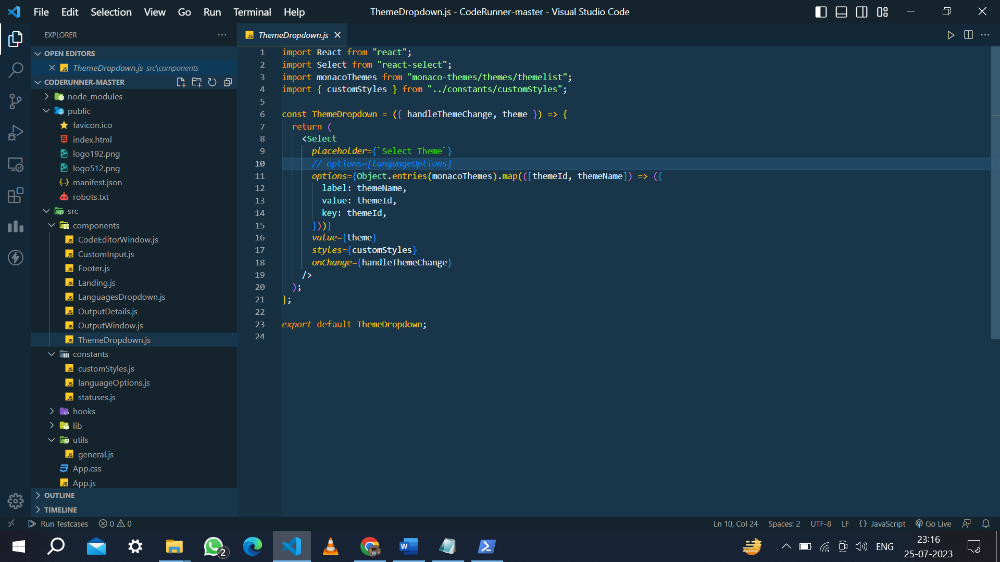 File Edit Selection View Go Run Terminal Help
ThemeDropdown.js - CodeRunner-master - Visual Studio Code
EXPLORER
OPEN EDITORS
ThemeDropdown.js src\components
CODERUNNER-MASTER
node_modules
public
favicon.ico
index.html
logo192.png
logo512.png
manifest.json
robots.txt
src
components
CodeEditorWindow.js
CustomInput.js
Footer.js
Landing.js
LanguagesDropdown.js
OutputDetails.js
OutputWindow.js
ThemeDropdown.js
constants
customStyles.js
languageOptions.js
statuses.js
hooks
lib
utils
general.js
App.css
App.js
OUTLINE
TIMELINE
ThemeDropdown.js
1 import React from "react";
2 import Select from "react-select";
3 import monacoThemes from "monaco-themes/themes/themelist";
4 import { customStyles } from "../constants/customStyles";
5
6 const ThemeDropdown = ({ handleThemeChange, theme }) => {
7 return (
8 <Select
9 placeholder={`Select Theme`}
10 // options={languageOptions}
11 options={Object.entries(monacoThemes).map(([themeId, themeName]) => ({
12 label: themeName,
13 value: themeId,
14 key: themeId,
15 }))}
16 value={theme}
17 styles={customStyles}
18 onChange={handleThemeChange}
19 />
20 );
21 };
22
23 export default ThemeDropdown;
24
Run Testcases 0 0
Ln 10, Col 24 Spaces: 2 UTF-8 LF {} JavaScript Go Live
2
ENG
23:16
25-07-2023